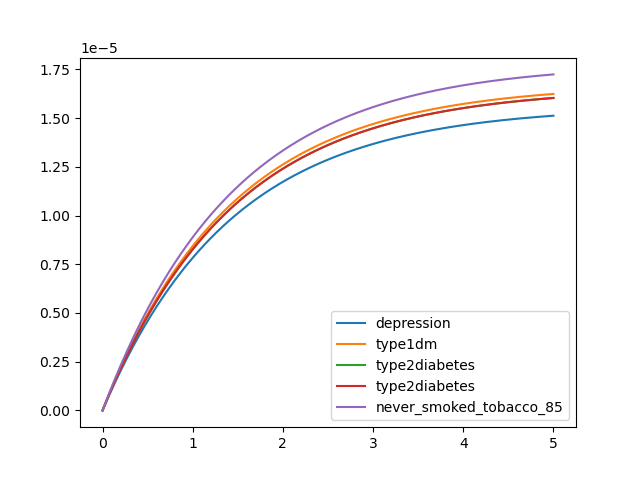 1e−5
1.75
1.50
1.25
1.00
0.75
0.50
0.25
0.00
depression
type1dm
type2diabetes
type2diabetes
never_smoked_tobacco_85
0 1 2 3 4 5